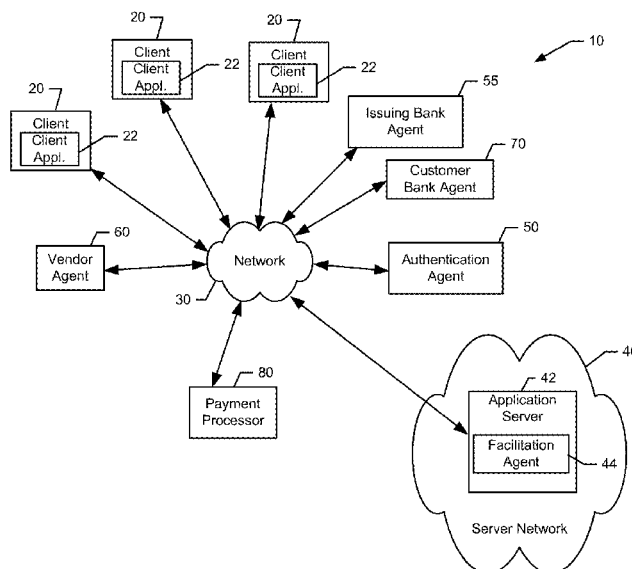 20
20
10
Client
Client
Appl.
22
Client
Client
Appl.
22
55
20
Issuing Bank
Agent
Client
Client
Appl.
22
70
Customer
Bank Agent
60
50
Vendor
Agent
Network
Authentication
Agent
30
80
42
Payment
Processor
Application
Server
Facilitation
Agent
44
Server Network